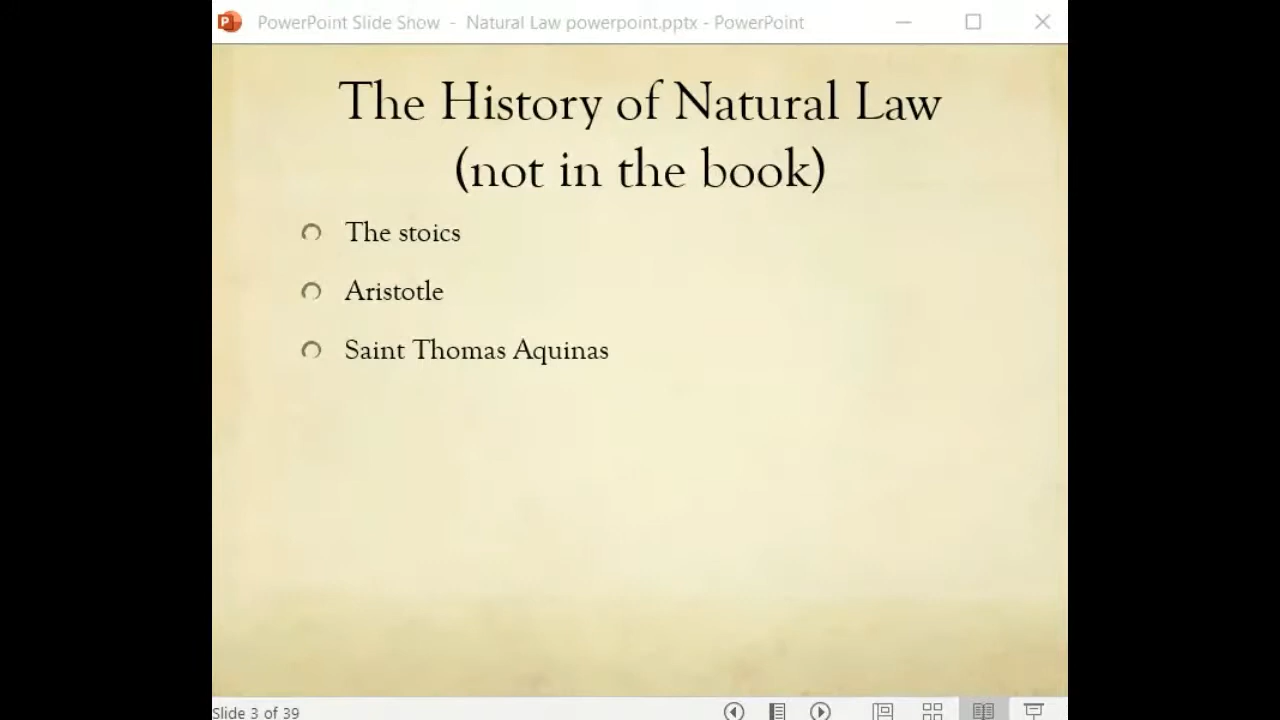 PowerPoint Slide Show - Natural Law powerpoint.pptx - PowerPoint
The History of Natural Law
(not in the book)
The stoics
Aristotle
Saint Thomas Aquinas
Slide 3 of 39